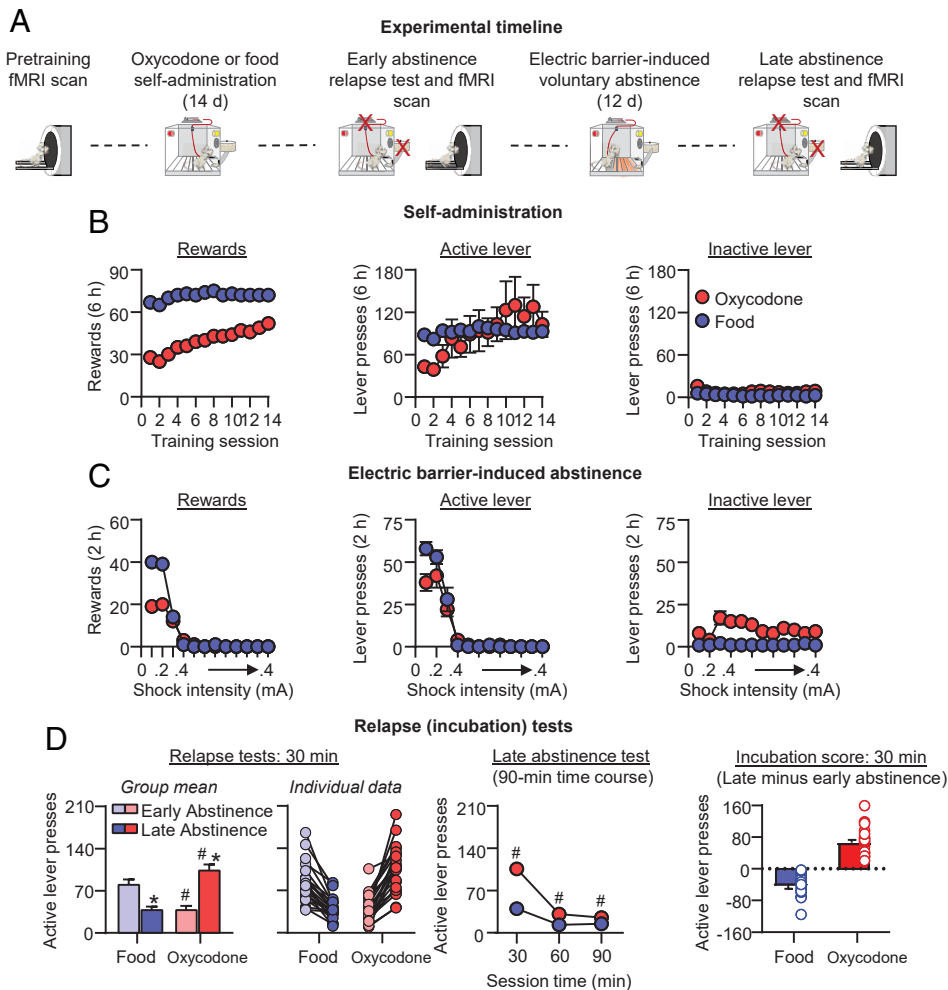 A
Experimental timeline
Pretraining
fMRI scan
Oxycodone or food
self-administration
(14 d)
Early abstinence
relapse test and fMRI
scan
Electric barrier-induced
voluntary abstinence
(12 d)
Late abstinence
relapse test and fMRI
scan
B
Self-administration
Rewards
Rewards (6 h)
90
60
30
0
0 2 4 6 8 10 12 14
Training session
Active lever
Lever presses (6 h)
180
120
60
0
0 2 4 6 8 10 12 14
Training session
Inactive lever
Lever presses (6 h)
180
120
60
0
0 2 4 6 8 10 12 14
Training session
Oxycodone
Food
C
Electric barrier-induced abstinence
Rewards
Rewards (2 h)
60
40
20
0
0 .2 .4 .4
Shock intensity (mA)
Active lever
Lever presses (2 h)
75
50
25
0
0 .2 .4 .4
Shock intensity (mA)
Inactive lever
Lever presses (2 h)
75
50
25
0
0 .2 .4 .4
Shock intensity (mA)
D
Relapse (incubation) tests
Relapse tests: 30 min
Group mean
Individual data
Active lever presses
210
140
70
0
Early Abstinence
Late Abstinence
* # # *
Food Oxycodone
Food Oxycodone
Late abstinence test
(90-min time course)
Active lever presses
210
140
70
0
# # #
30 60 90
Session time (min)
Incubation score: 30 min
(Late minus early abstinence)
Active lever presses
160
80
0
-80
-160
Food Oxycodone